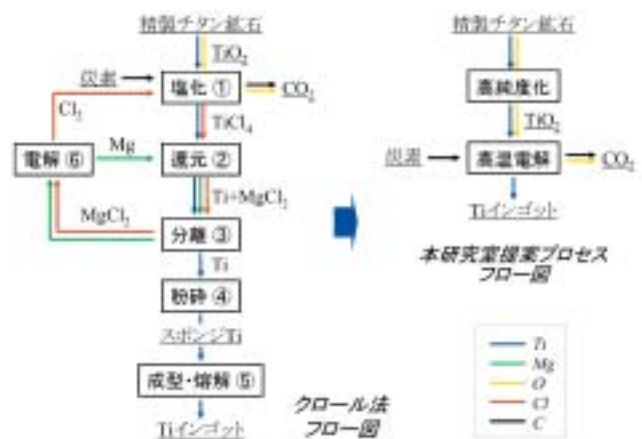 精製チタン鉱石
TiO2
炭素
塩化 ①
CO2
Cl2
TiCl4
電解 ⑥
Mg
還元 ②
Ti+MgCl2
MgCl2
分離 ③
Ti
粉砕 ④
スポンジTi
成型・熔解 ⑤
Tiインゴット
クロール法
フロー図
精製チタン鉱石
高純度化
TiO2
炭素
高温電解
CO2
Tiインゴット
本研究室提案プロセス
フロー図
Ti
Mg
O
Cl
C